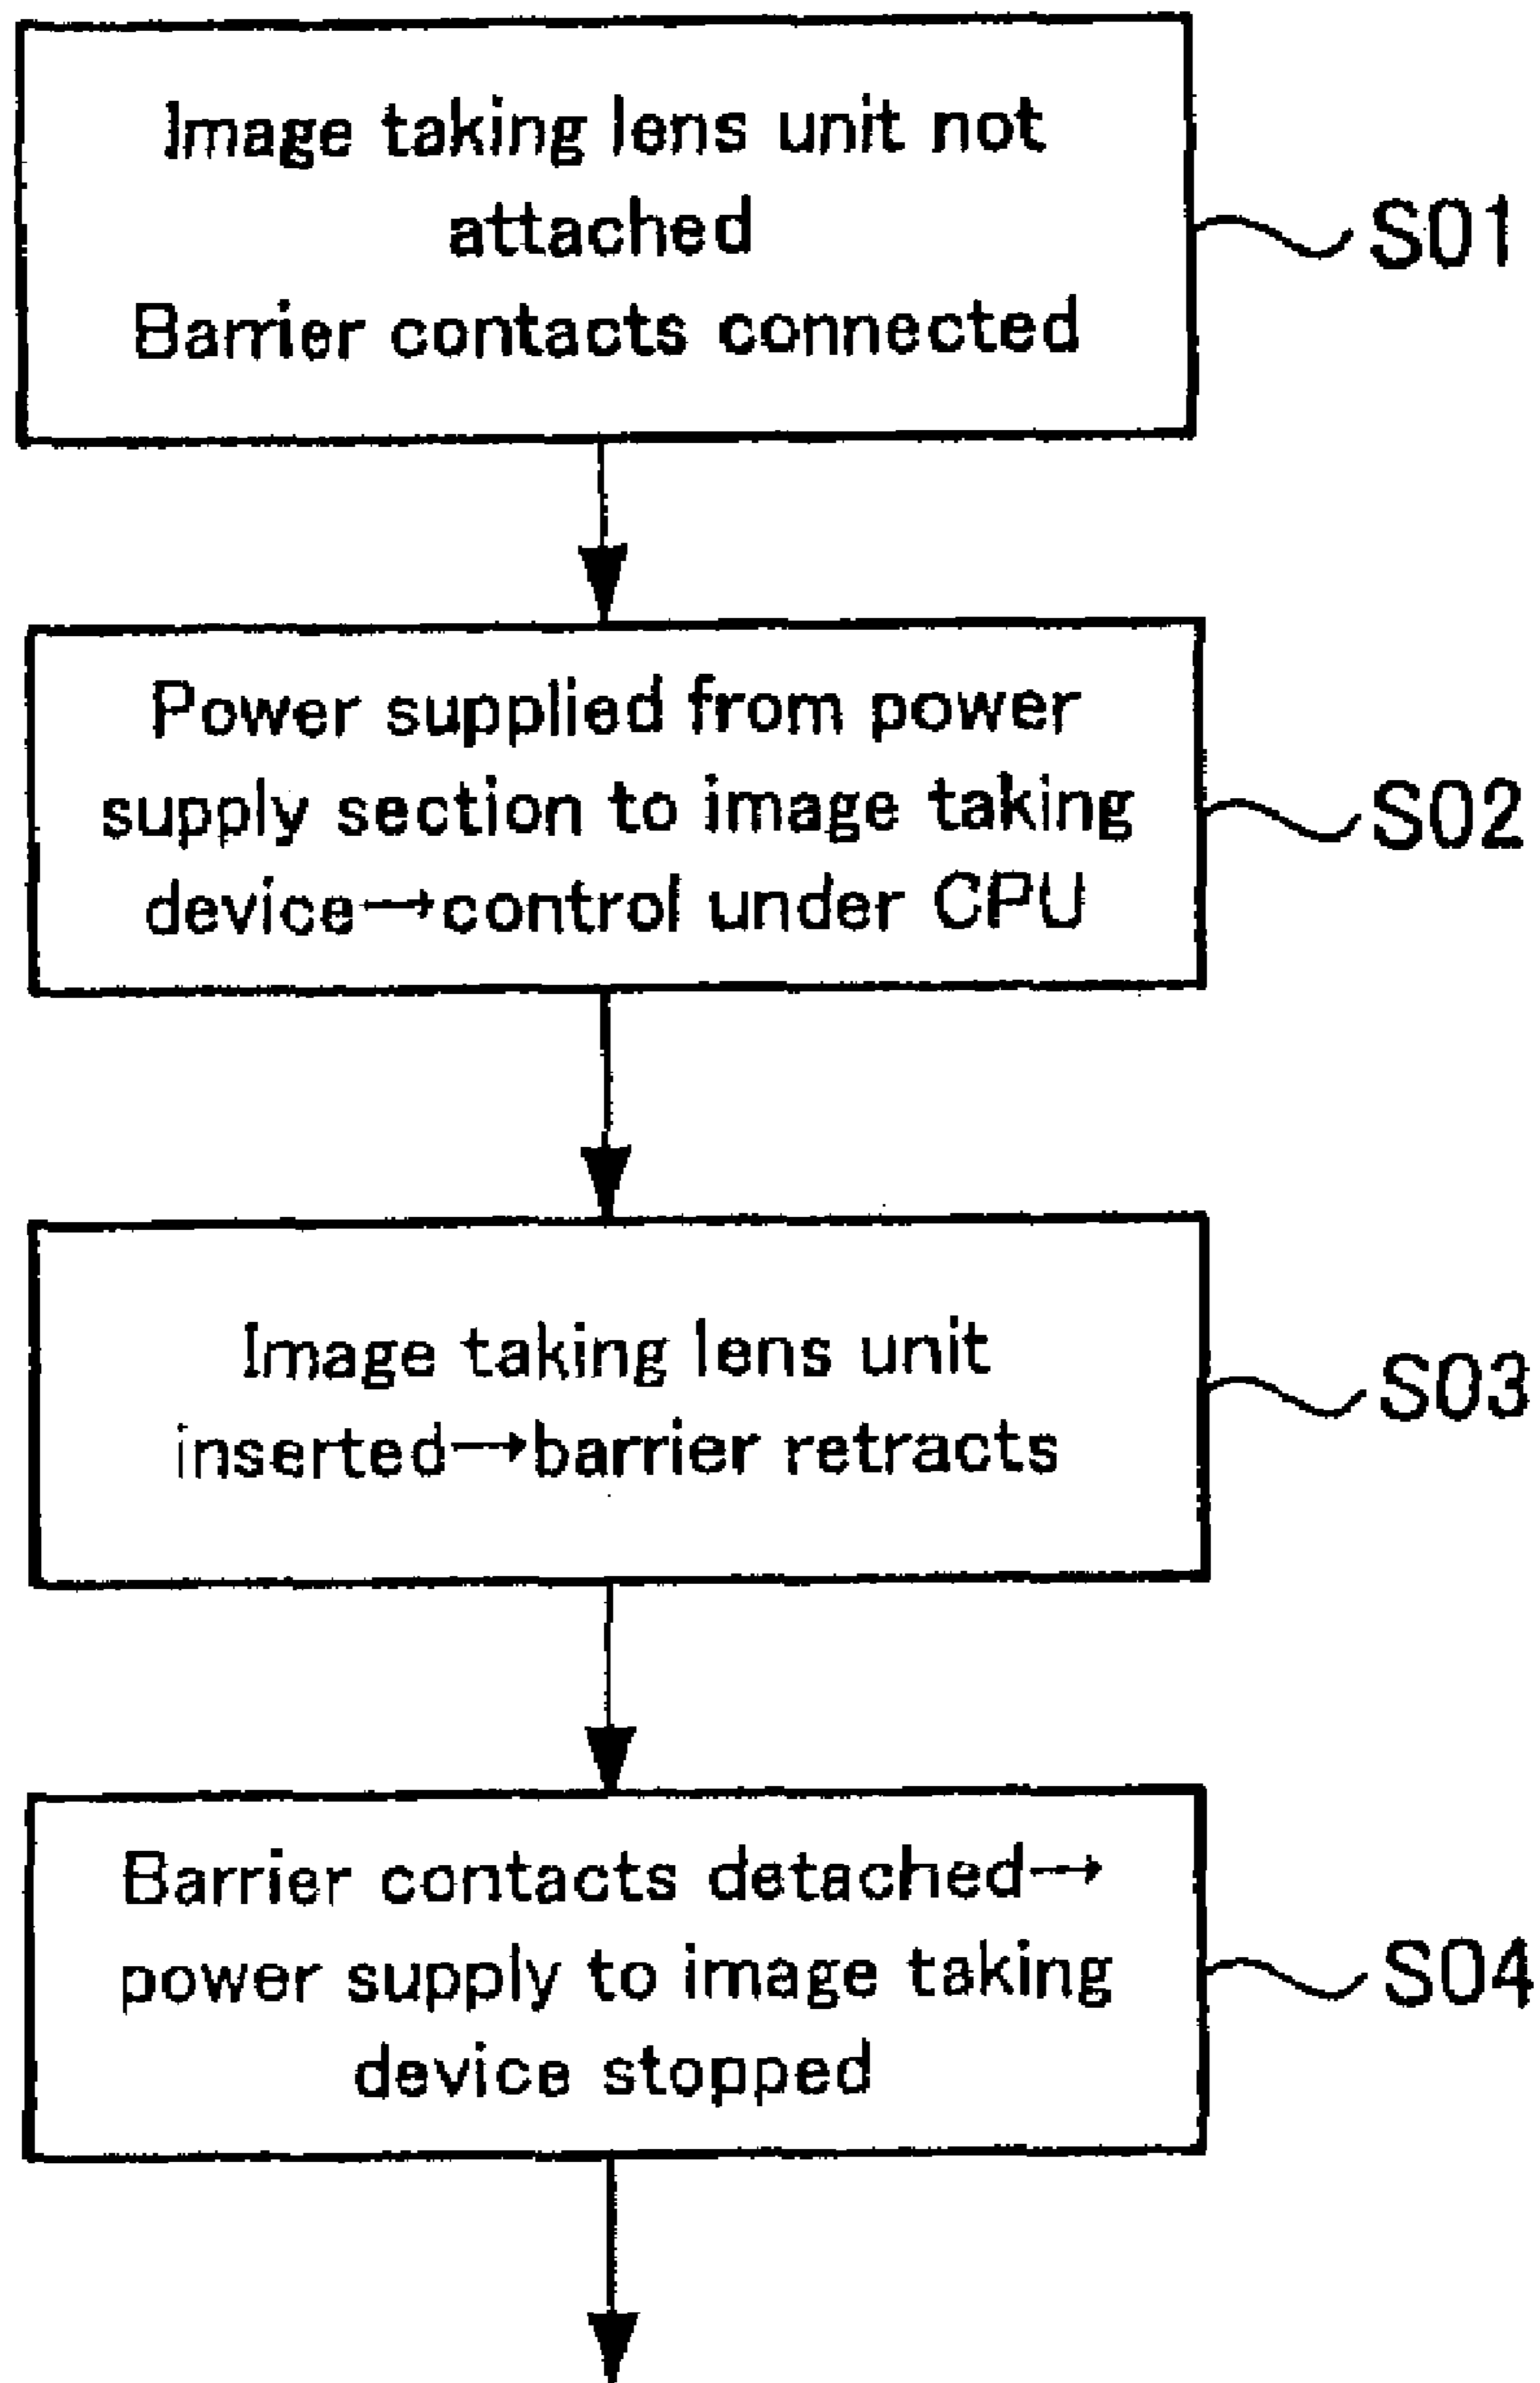 Image taking lens unit not
attached
Barrier contacts connected
S01
Power supplied from power
supply section to image taking
device→control under CPU
S02
Image taking lens unit
inserted→barrier retracts
S03
Barrier contacts detached→
power supply to image taking
device stopped
S04